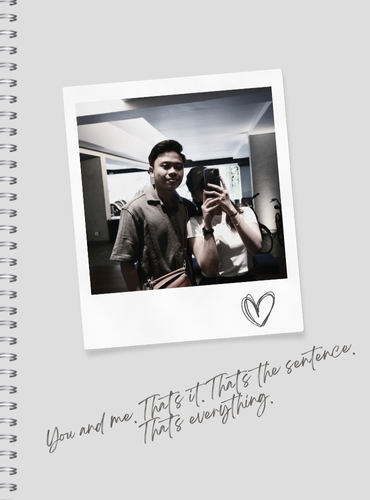 You and me. That's it. That's the sentence.
That's everything.